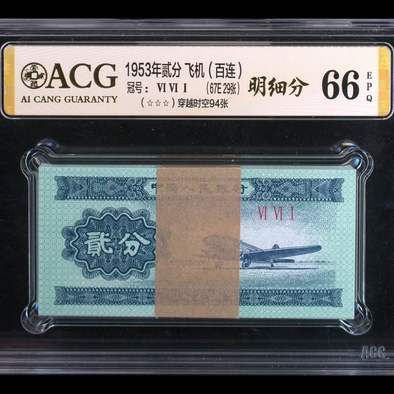 ACG
AI CANG GUARANTY
1953年贰分 飞机(百连)
冠号: VI VI I (67E 29张)
(☆☆☆)穿越时空94张
明细分
66
EPQ
中国人民银行
VI VI I
贰分
ACG